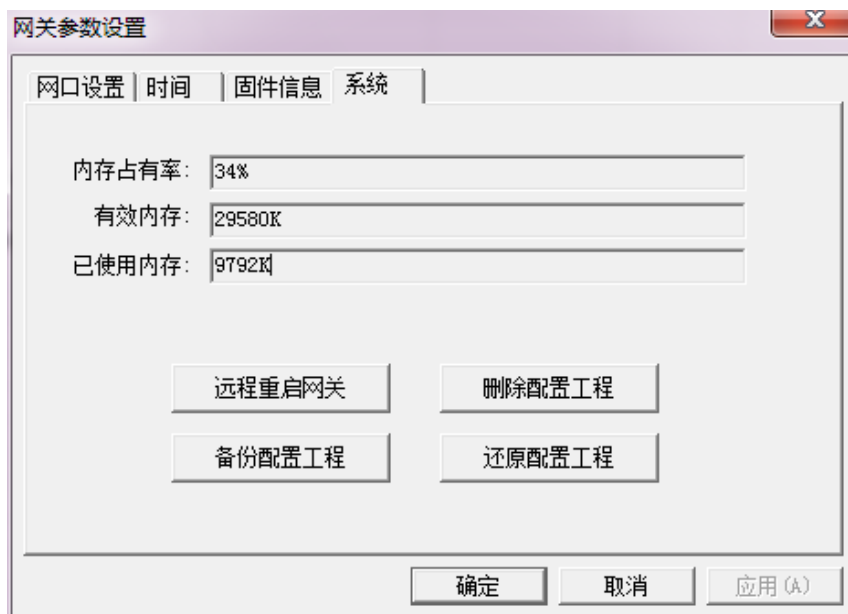 网关参数设置
网口设置 时间 固件信息 系统
内存占有率: 34%
有效内存: 29580K
已使用内存: 9792K
远程重启网关 删除配置工程
备份配置工程 还原配置工程
确定 取消 应用(A)